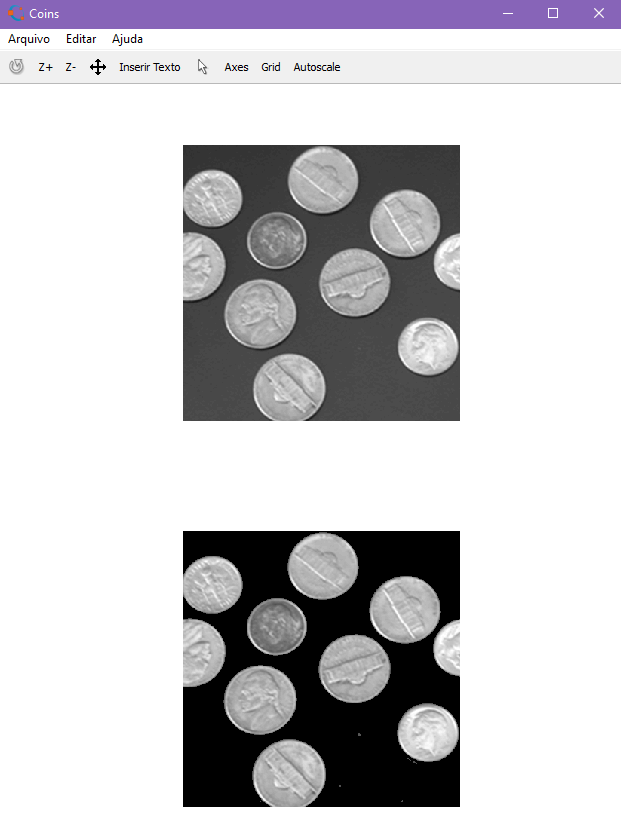 Coins
Arquivo Editar Ajuda
Z+ Z- Inserir Texto Axes Grid Autoscale